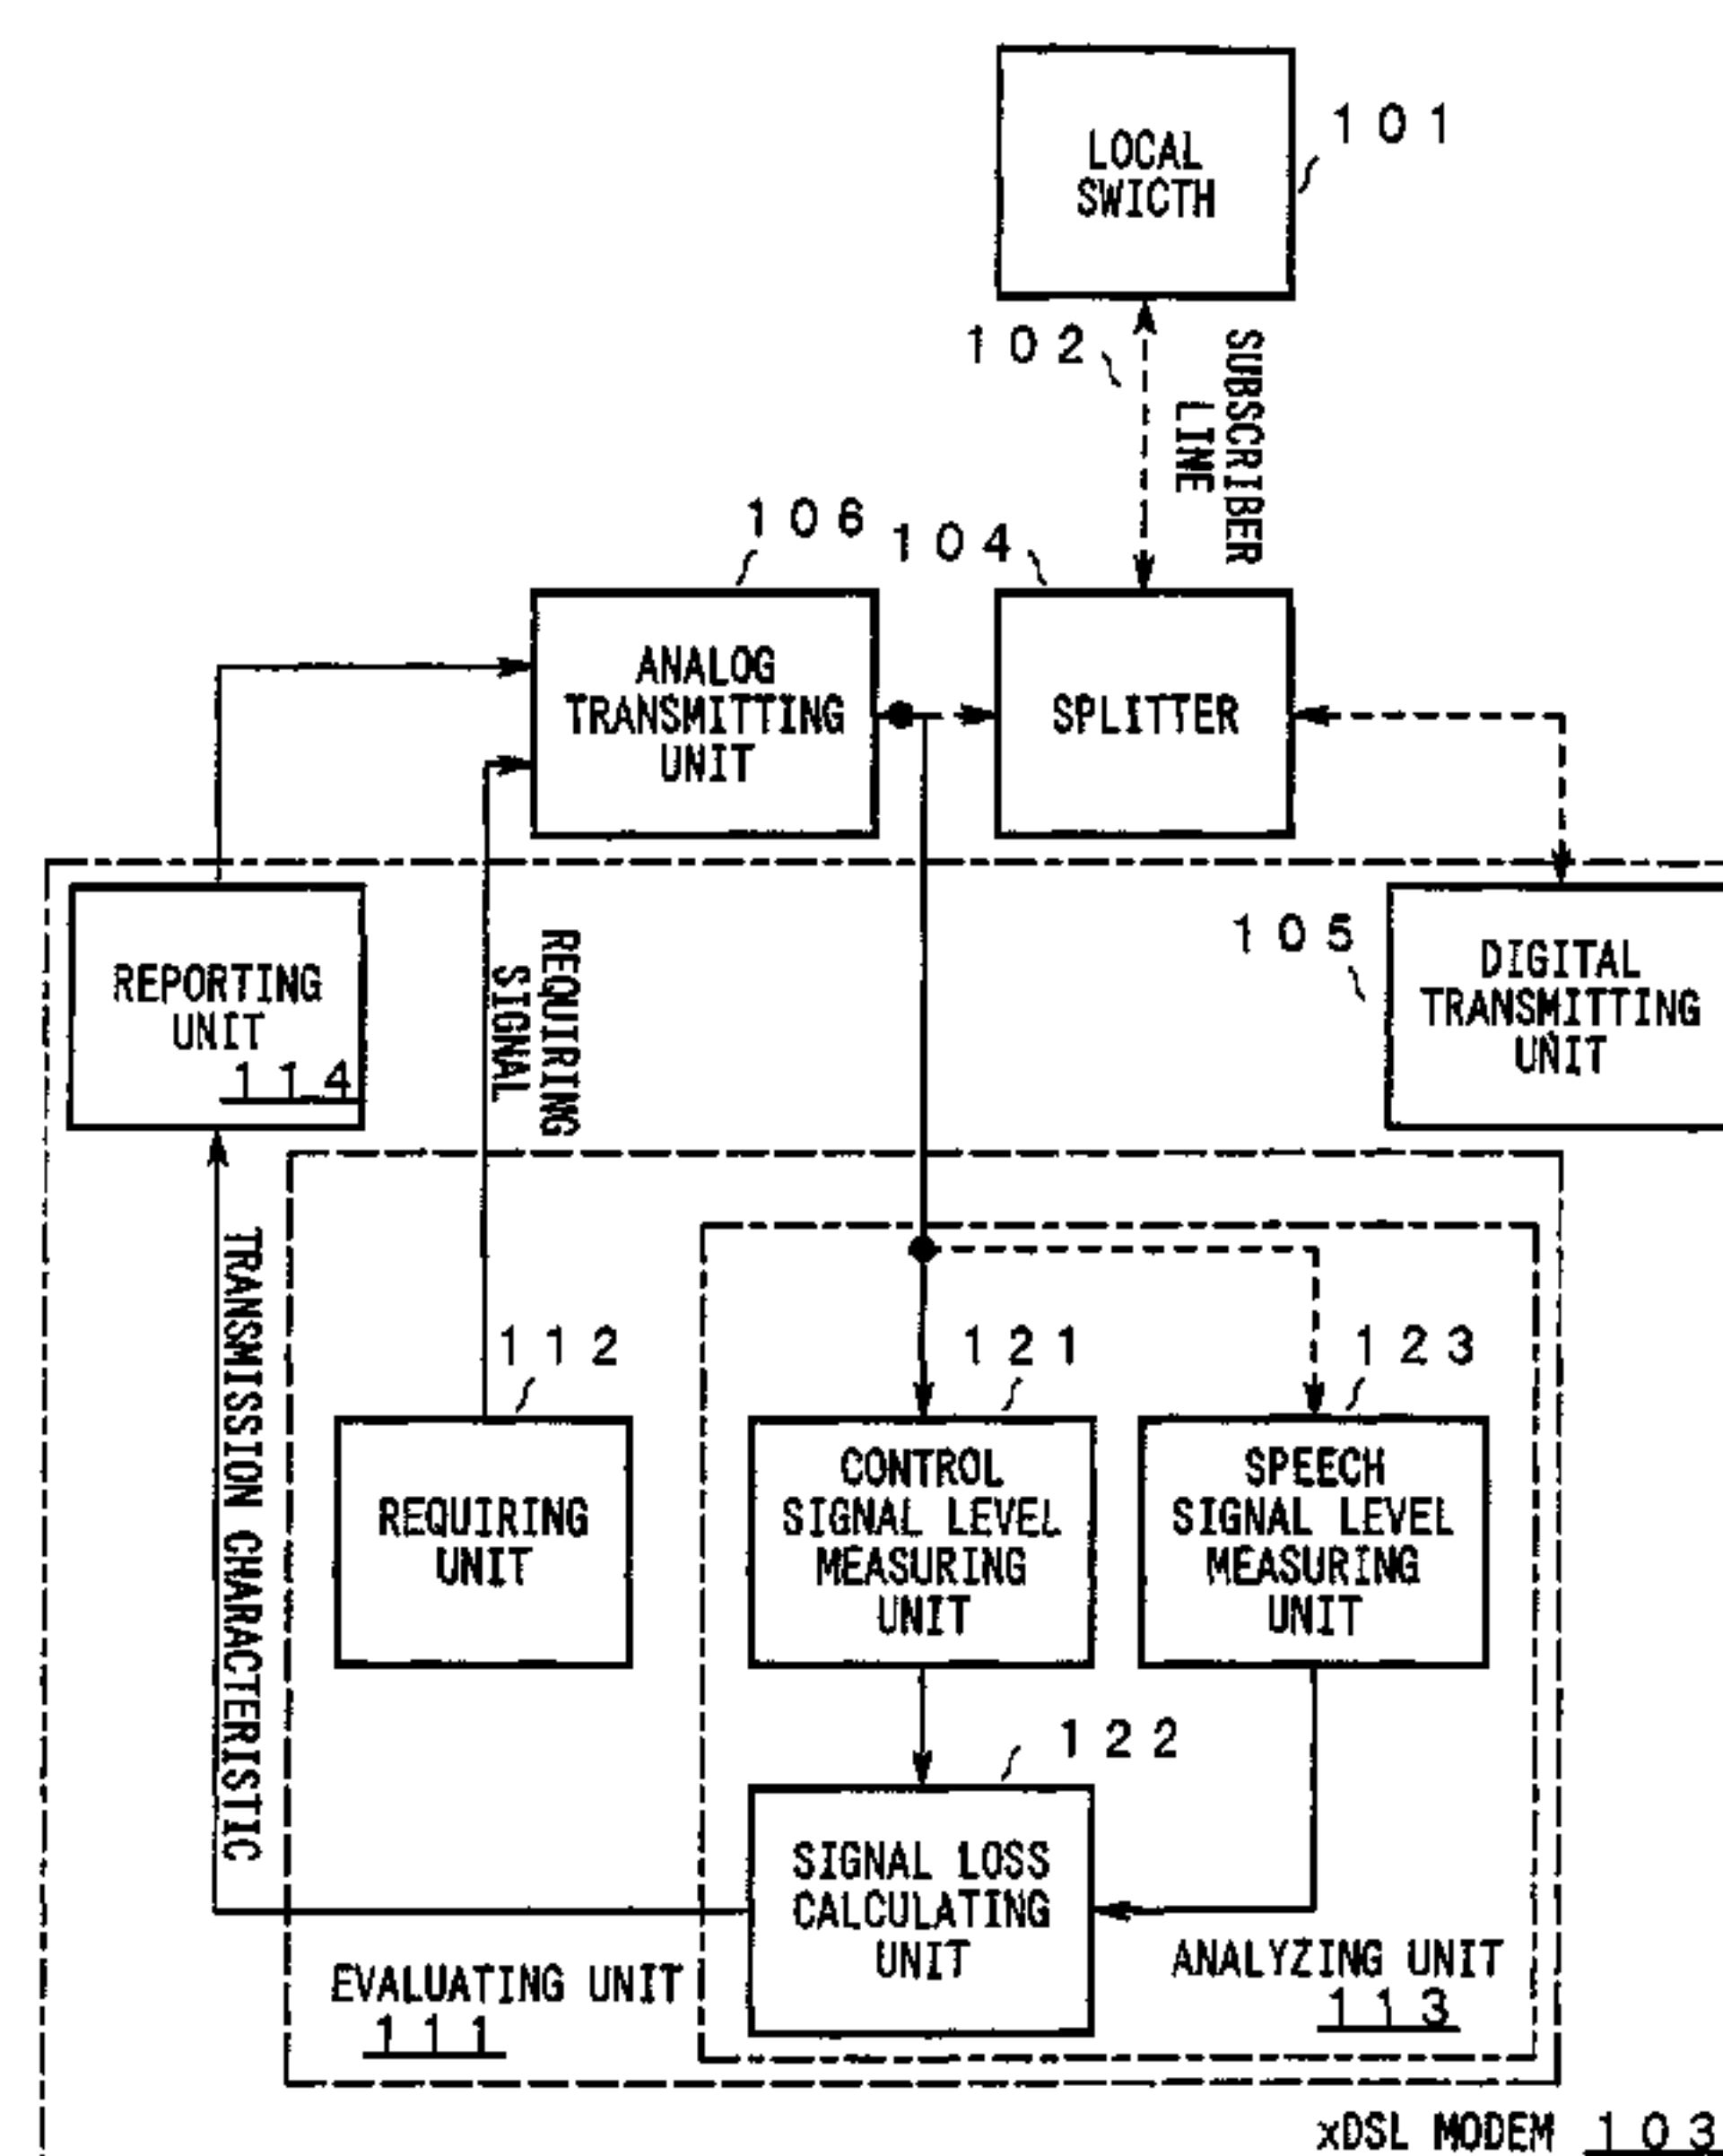 LOCAL
SWICTH
101
102
SUBSCRIBER
LINE
106
104
ANALOG
TRANSMITTING
UNIT
SPLITTER
REPORTING
UNIT
114
REQUIRING
SIGNAL
105
DIGITAL
TRANSMITTING
UNIT
TRANSMISSION CHARACTERISTIC
112
121
123
REQUIRING
UNIT
CONTROL
SIGNAL LEVEL
MEASURING
UNIT
SPEECH
SIGNAL LEVEL
MEASURING
UNIT
122
SIGNAL LOSS
CALCULATING
UNIT
EVALUATING UNIT
111
ANALYZING UNIT
113
xDSL MODEM 103